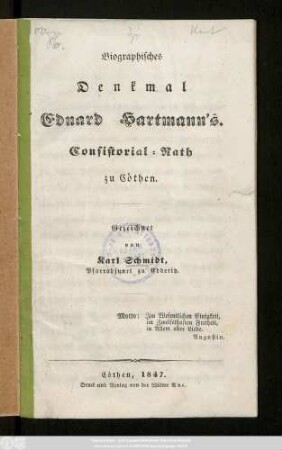 Biographisches
Denkmal
Eduard Hartmann's.
Consistorial-Rath
zu Cöthen.
Gezeichnet
von
Karl Schmidt,
Pfarradjunct zu Edderitz.
Motto: Im Wesentlichen Einigkeit,
im Zweifelhaften Freiheit,
in Allem aber Liebe.
Augustin.
Cöthen, 1847.
Druck und Verlag von der Wittwe Aue.